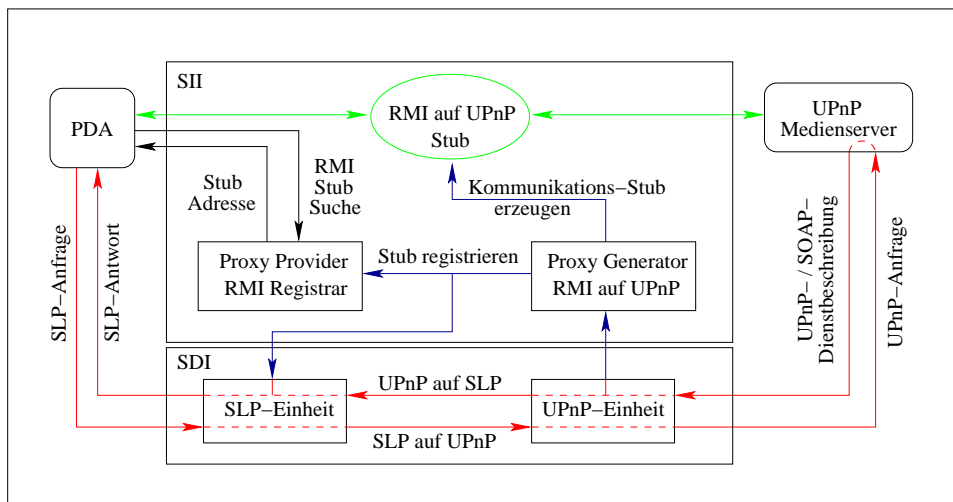 SII
PDA
RMI auf UPnP
Stub
UPnP
Medienserver
Stub
Adresse
RMI
Stub
Suche
Kommunikations−Stub
erzeugen
Proxy Provider
RMI Registrar
Stub registrieren
Proxy Generator
RMI auf UPnP
SLP−Anfrage
SLP−Antwort
UPnP− / SOAP−
Dienstbeschreibung
UPnP−Anfrage
SDI
SLP−Einheit
UPnP auf SLP
UPnP−Einheit
SLP auf UPnP